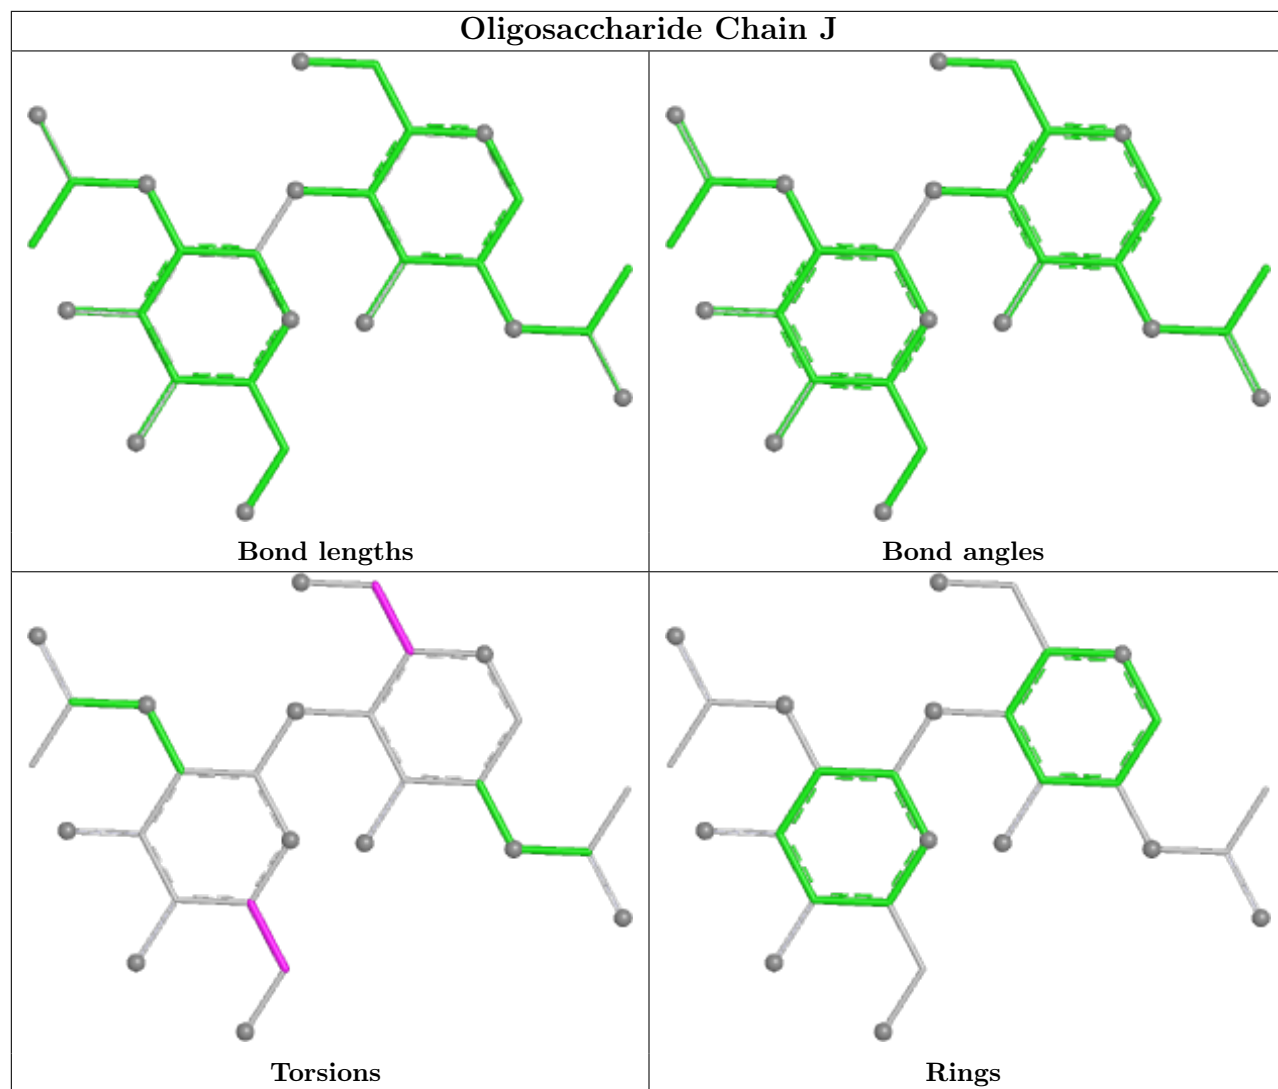 Oligosaccharide Chain J
Bond lengths
Bond angles
Torsions
Rings